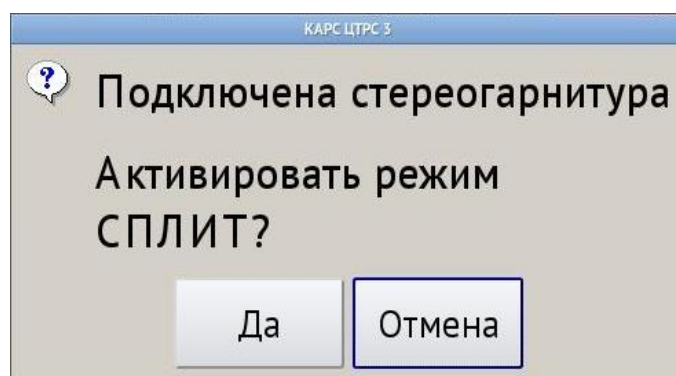 КАРС ЦТРС 3
Подключена стереогарнитура
Активировать режим
СПЛИТ?
Да
Отмена